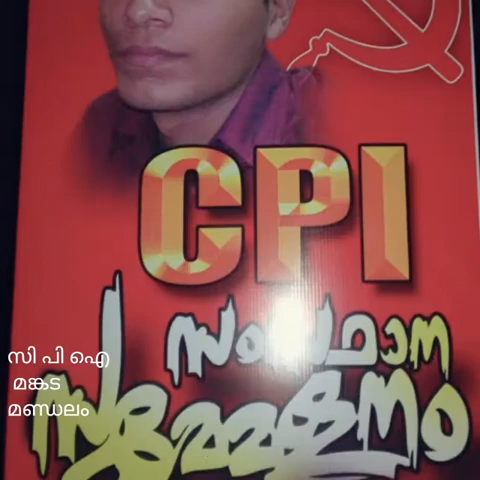 CPI
സംസ്ഥാന
സമ്മേളനം
സി പി ഐ
മങ്കട
മണ്ഡലം